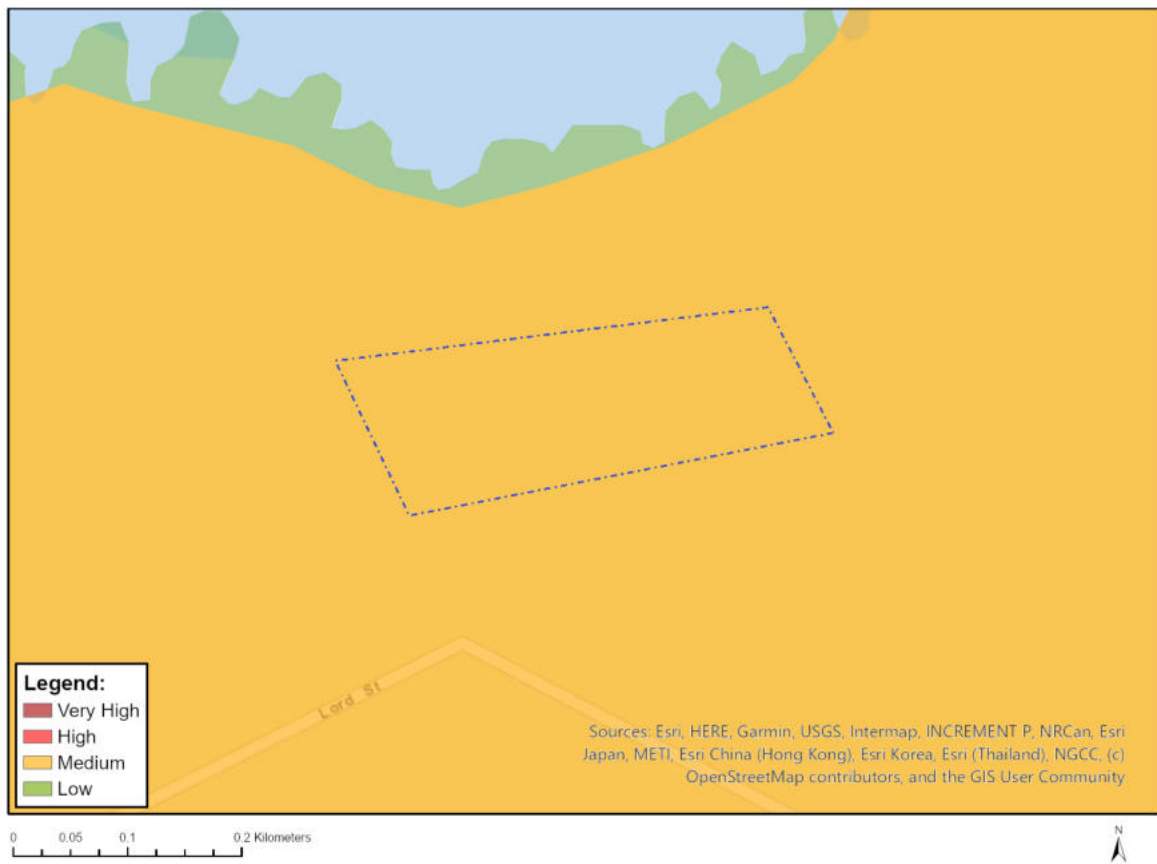 Lord St
Legend:
Very High
High
Medium
Low
Sources: Esri, HERE, Garmin, USGS, Intermap, INCREMENT P, NRCan, Esri
Japan, METI, Esri China (Hong Kong), Esri Korea, Esri (Thailand), NGCC, (c)
OpenStreetMap contributors, and the GIS User Community
0 0.05 0.1 0.2 Kilometers
N